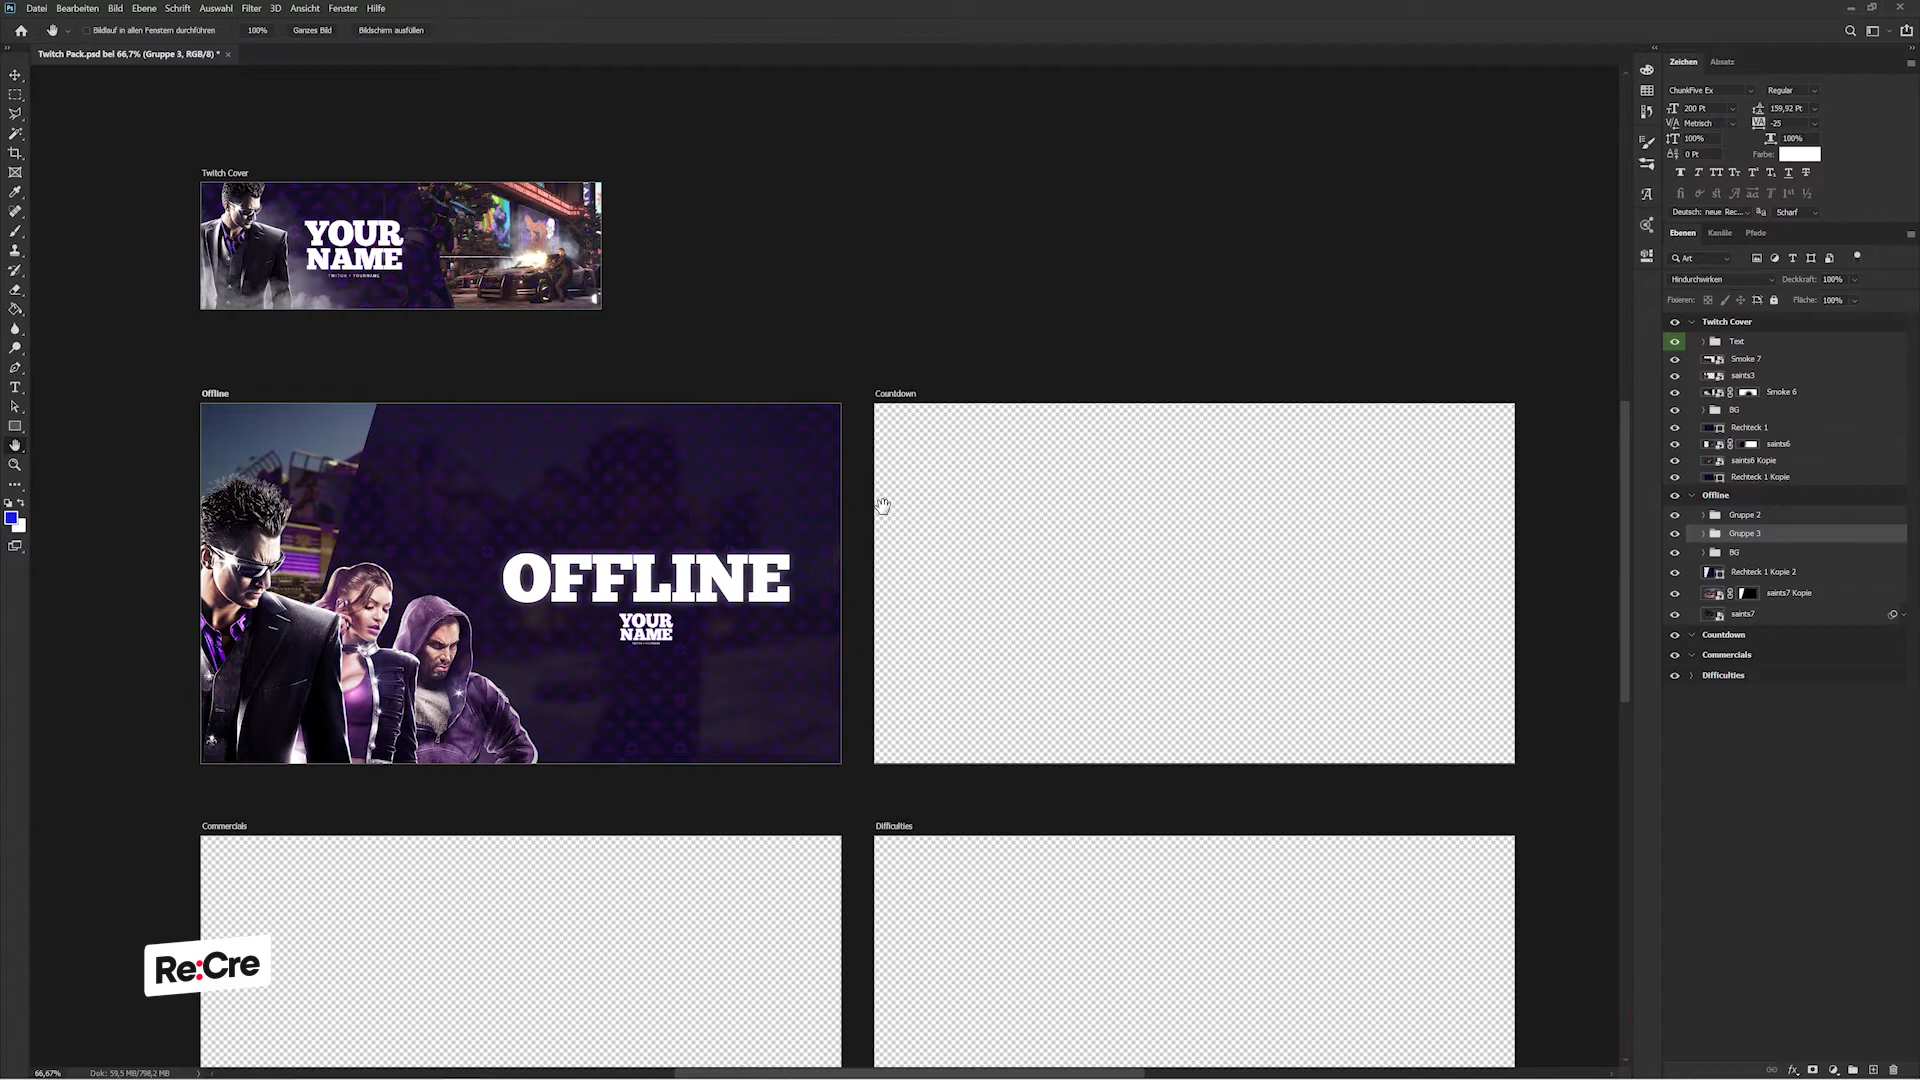 Datei Bearbeiten Bild Ebene Schrift Auswahl Filter 3D Ansicht Fenster Hilfe
Bildlauf in allen Fenstern durchführen 100% Ganzes Bild Bildschirm ausfüllen
Twitch Pack.psd bei 66,7% (Gruppe 3, RGB/8) *
Zeichen Absatz
ChunkFive Ex Regular
200 Pt 159,92 Pt
Metrisch -25
100% 100%
0 Pt Farbe:
Deutsch: neue Rec... Scharf
Ebenen Kanäle Pfade
Art
Hindurchwirken Deckkraft: 100%
Fixieren: Fläche: 100%
Twitch Cover
Text
Smoke 7
saints3
Smoke 6
BG
Rechteck 1
saints6
saints6 Kopie
Rechteck 1 Kopie
Offline
Gruppe 2
Gruppe 3
BG
Rechteck 1 Kopie 2
saints7 Kopie
saints7
Countdown
Commercials
Difficulties
Twitch Cover
YOUR
NAME
TWITCH / YOURNAME
Offline
OFFLINE
YOUR
NAME
Countdown
Commercials
Difficulties
Re:Cre
66,67% Dok: 59,5 MB/798,2 MB